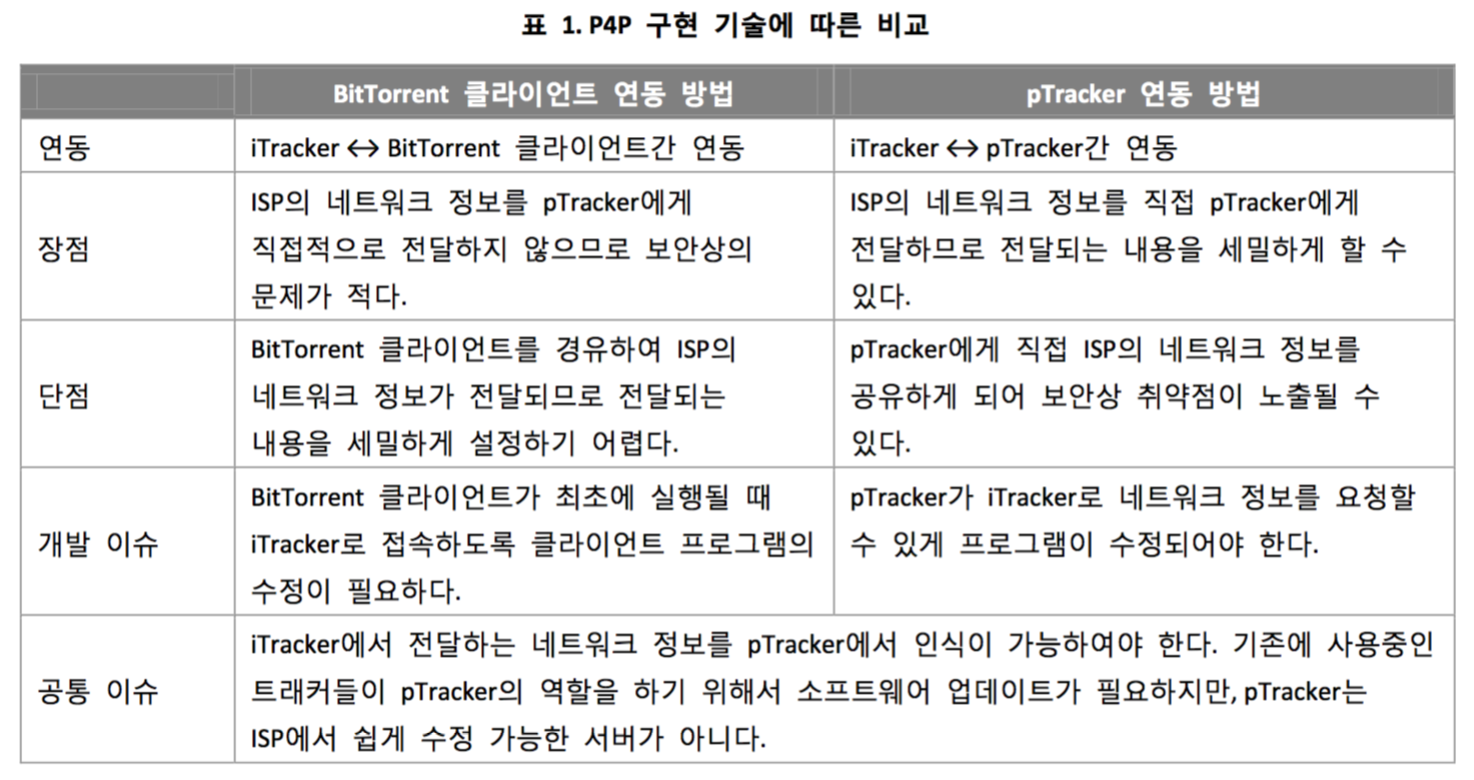 표 1. P4P 구현 기술에 따른 비교
BitTorrent 클라이언트 연동 방법
pTracker 연동 방법
연동
iTracker ↔ BitTorrent 클라이언트간 연동
iTracker ↔ pTracker간 연동
장점
ISP의 네트워크 정보를 pTracker에게
직접적으로 전달하지 않으므로 보안상의
문제가 적다.
ISP의 네트워크 정보를 직접 pTracker에게
전달하므로 전달되는 내용을 세밀하게 할 수
있다.
단점
BitTorrent 클라이언트를 경유하여 ISP의
네트워크 정보가 전달되므로 전달되는
내용을 세밀하게 설정하기 어렵다.
pTracker에게 직접 ISP의 네트워크 정보를
공유하게 되어 보안상 취약점이 노출될 수
있다.
개발 이슈
BitTorrent 클라이언트가 최초에 실행될 때
iTracker로 접속하도록 클라이언트 프로그램의
수정이 필요하다.
pTracker가 iTracker로 네트워크 정보를 요청할
수 있게 프로그램이 수정되어야 한다.
공통 이슈
iTracker에서 전달하는 네트워크 정보를 pTracker에서 인식이 가능하여야 한다. 기존에 사용중인
트래커들이 pTracker의 역할을 하기 위해서 소프트웨어 업데이트가 필요하지만, pTracker는
ISP에서 쉽게 수정 가능한 서버가 아니다.